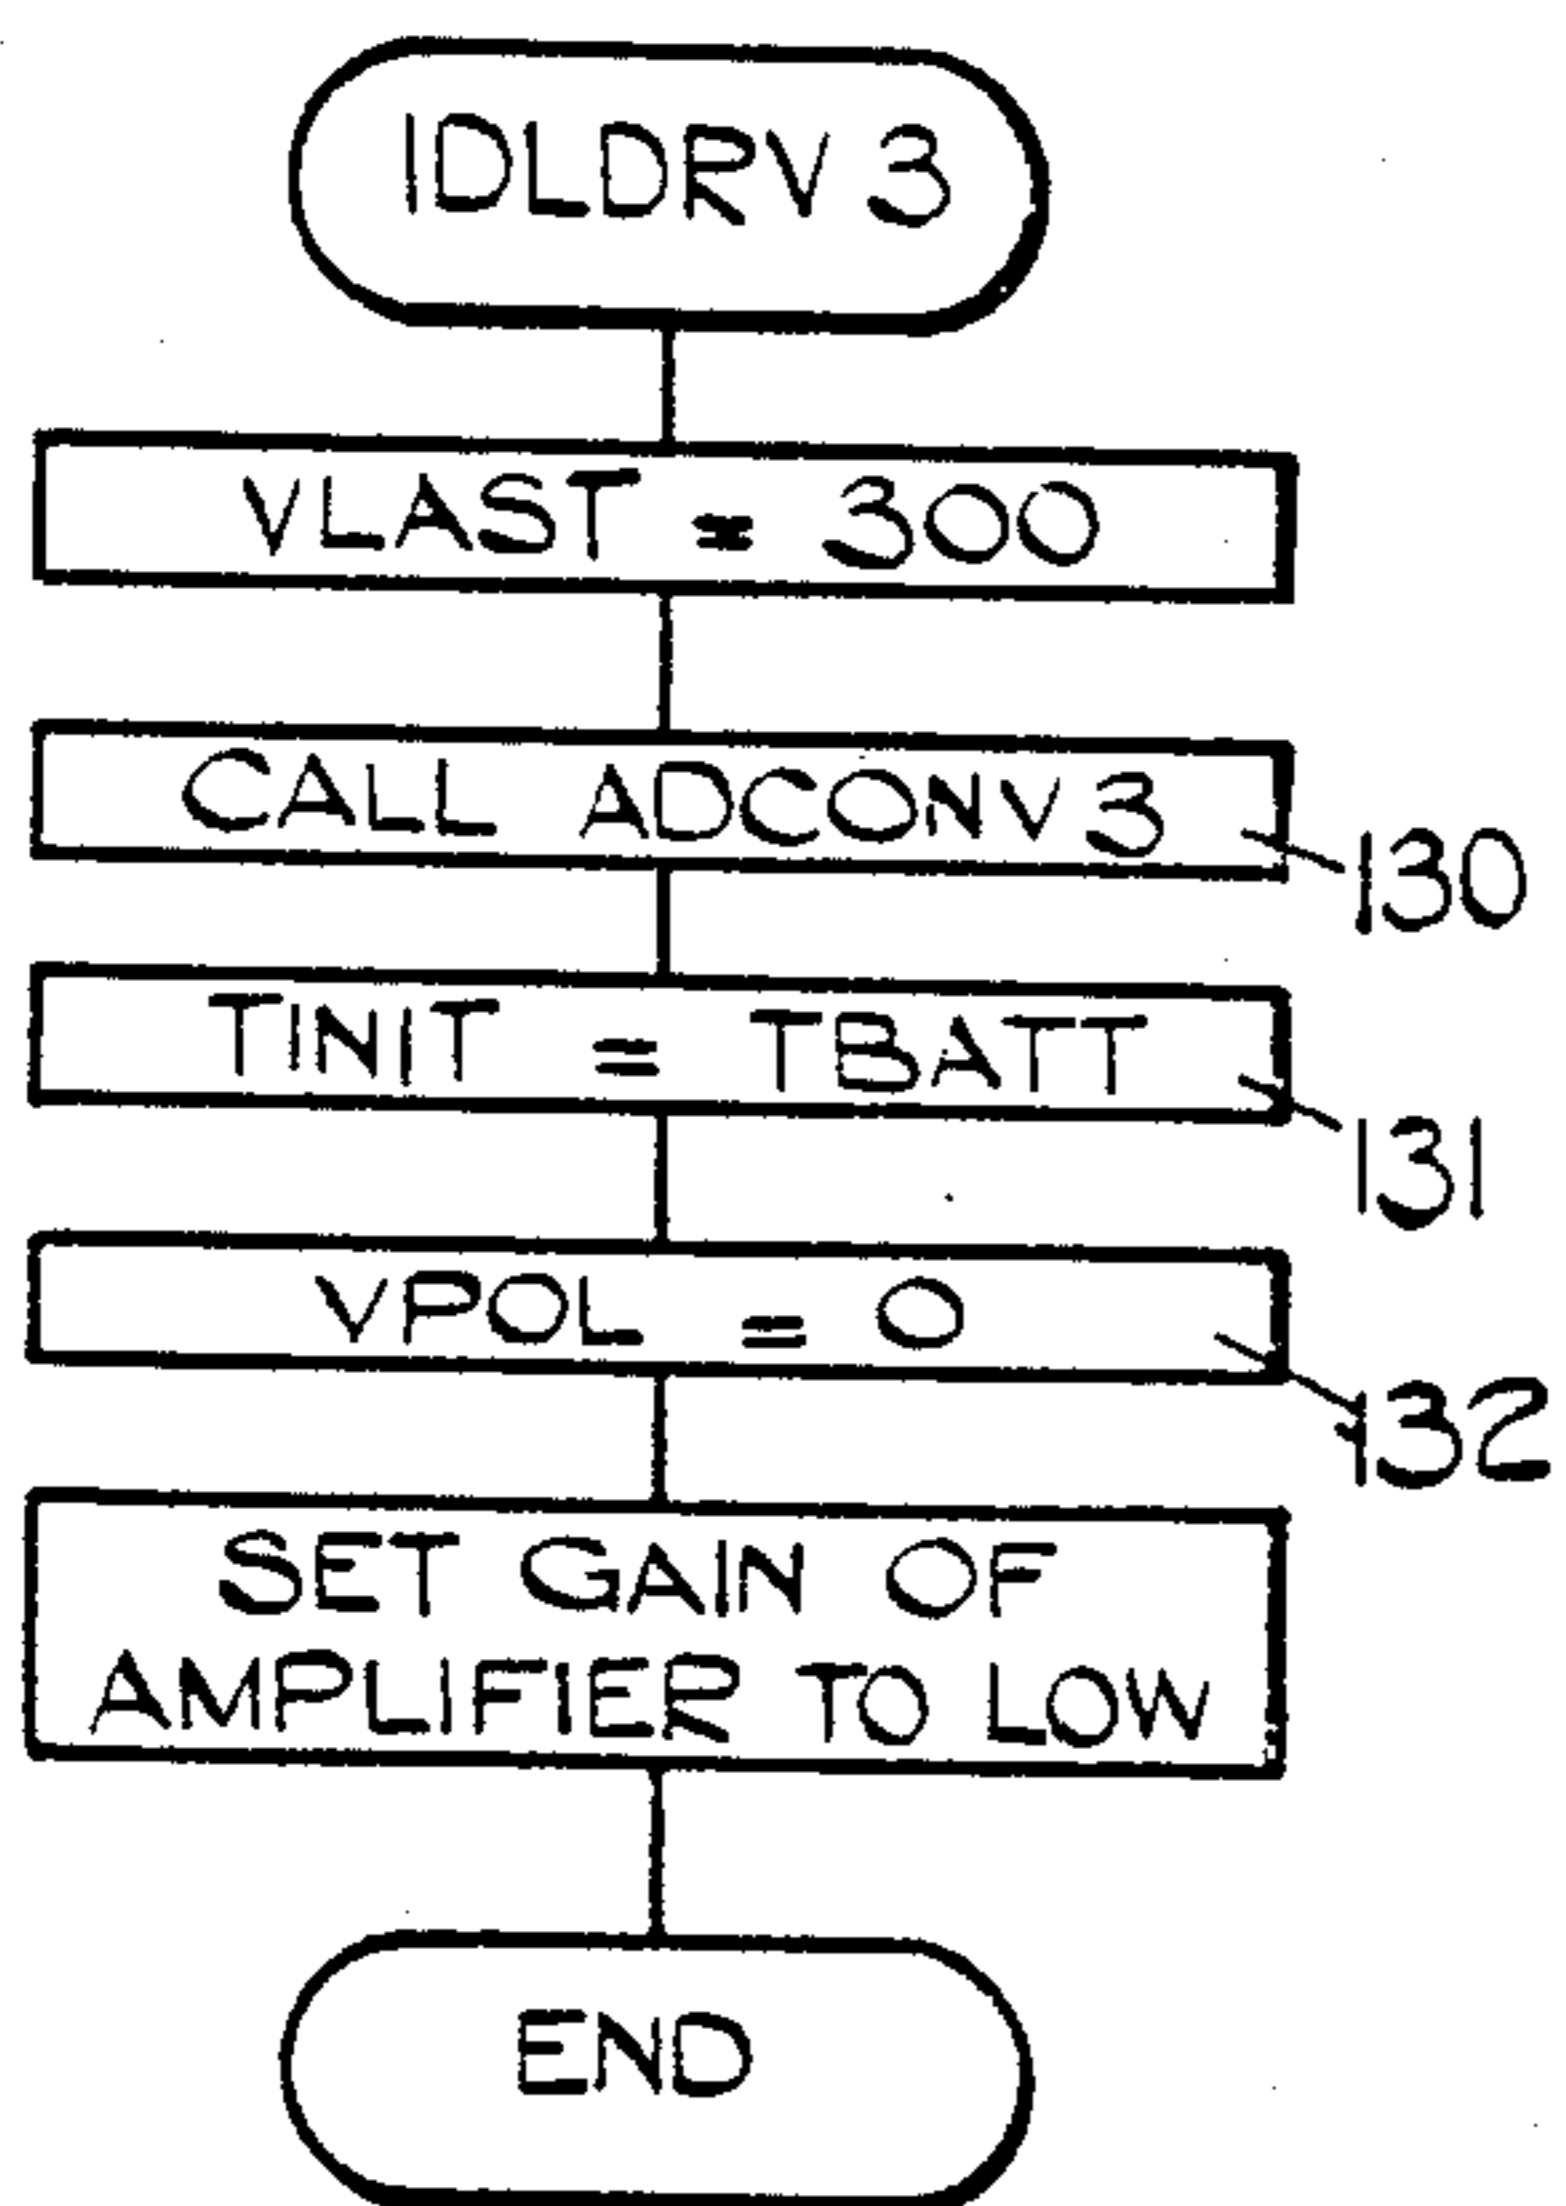 IDLDRV 3
VLAST = 300
CALL ADCONV 3
130
TINIT = TBATT
131
VPOL = 0
132
SET GAIN OF
AMPLIFIER TO LOW
END